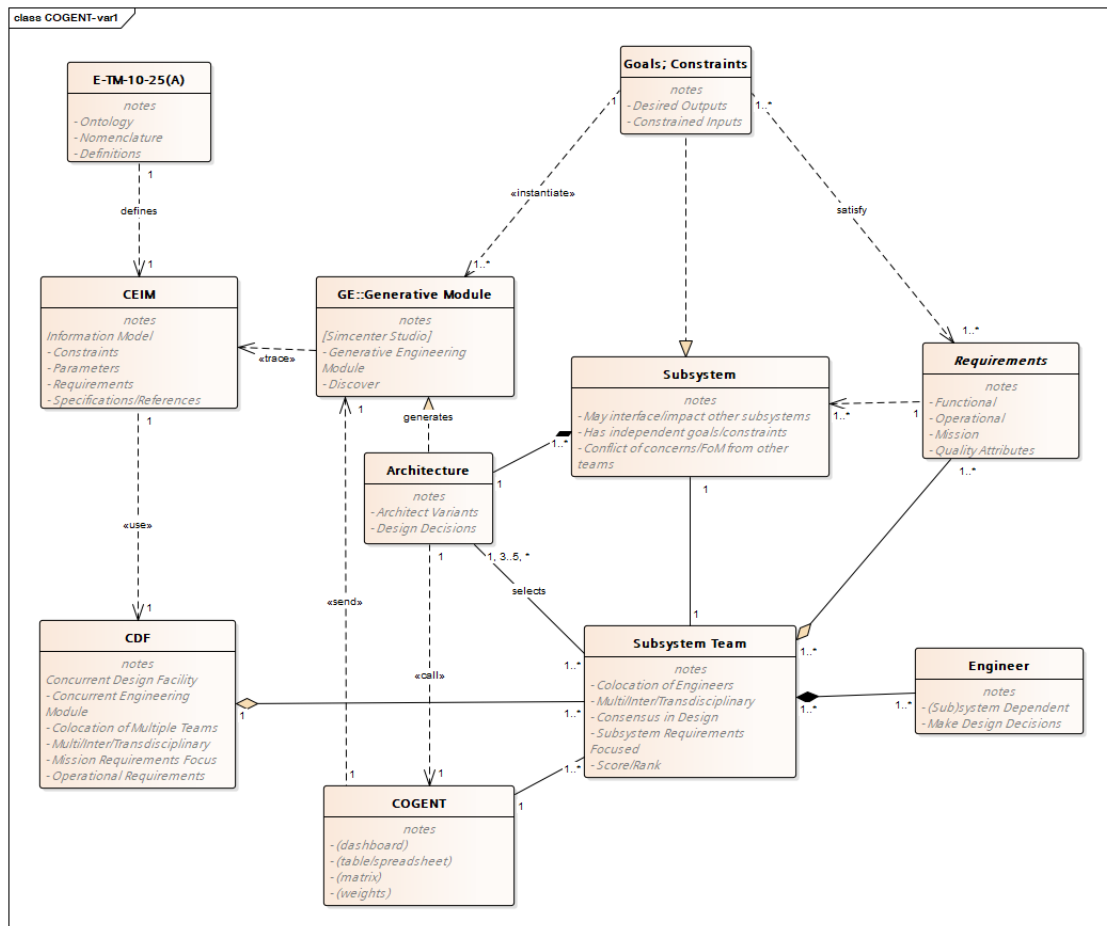 class COGENT-var1
E-TM-10-25(A)
notes
- Ontology
- Nomenclature
- Definitions
1
defines
1
Goals; Constraints
notes
- Desired Outputs
- Constrained Inputs
1
1..*
«instantiate»
satisfy
1..*
1..*
CEIM
notes
Information Model
- Constraints
- Parameters
- Requirements
- Specifications/References
1
«trace»
GE::Generative Module
notes
[Simcenter Studio]
- Generative Engineering
Module
- Discover
1
generates
Subsystem
notes
- May interface/impact other subsystems
- Has independent goals/constraints
- Conflict of concerns/FoM from other
teams
1..*
1..*
1
Requirements
notes
- Functional
- Operational
- Mission
- Quality Attributes
1
1..*
Architecture
notes
- Architect Variants
- Design Decisions
1
1
1, 3..5, *
selects
«use»
1
«send»
«call»
CDF
notes
Concurrent Design Facility
- Concurrent Engineering
Module
- Colocation of Multiple Teams
- Multi/Inter/Transdisciplinary
- Mission Requirements Focus
- Operational Requirements
1
Subsystem Team
notes
- Colocation of Engineers
- Multi/Inter/Transdisciplinary
- Consensus in Design
- Subsystem Requirements
Focused
- Score/Rank
1
1..*
1..*
1..*
1..*
1..*
Engineer
notes
- (Sub)system Dependent
- Make Design Decisions
1..*
COGENT
notes
- (dashboard)
- (table/spreadsheet)
- (matrix)
- (weights)
1
1
1